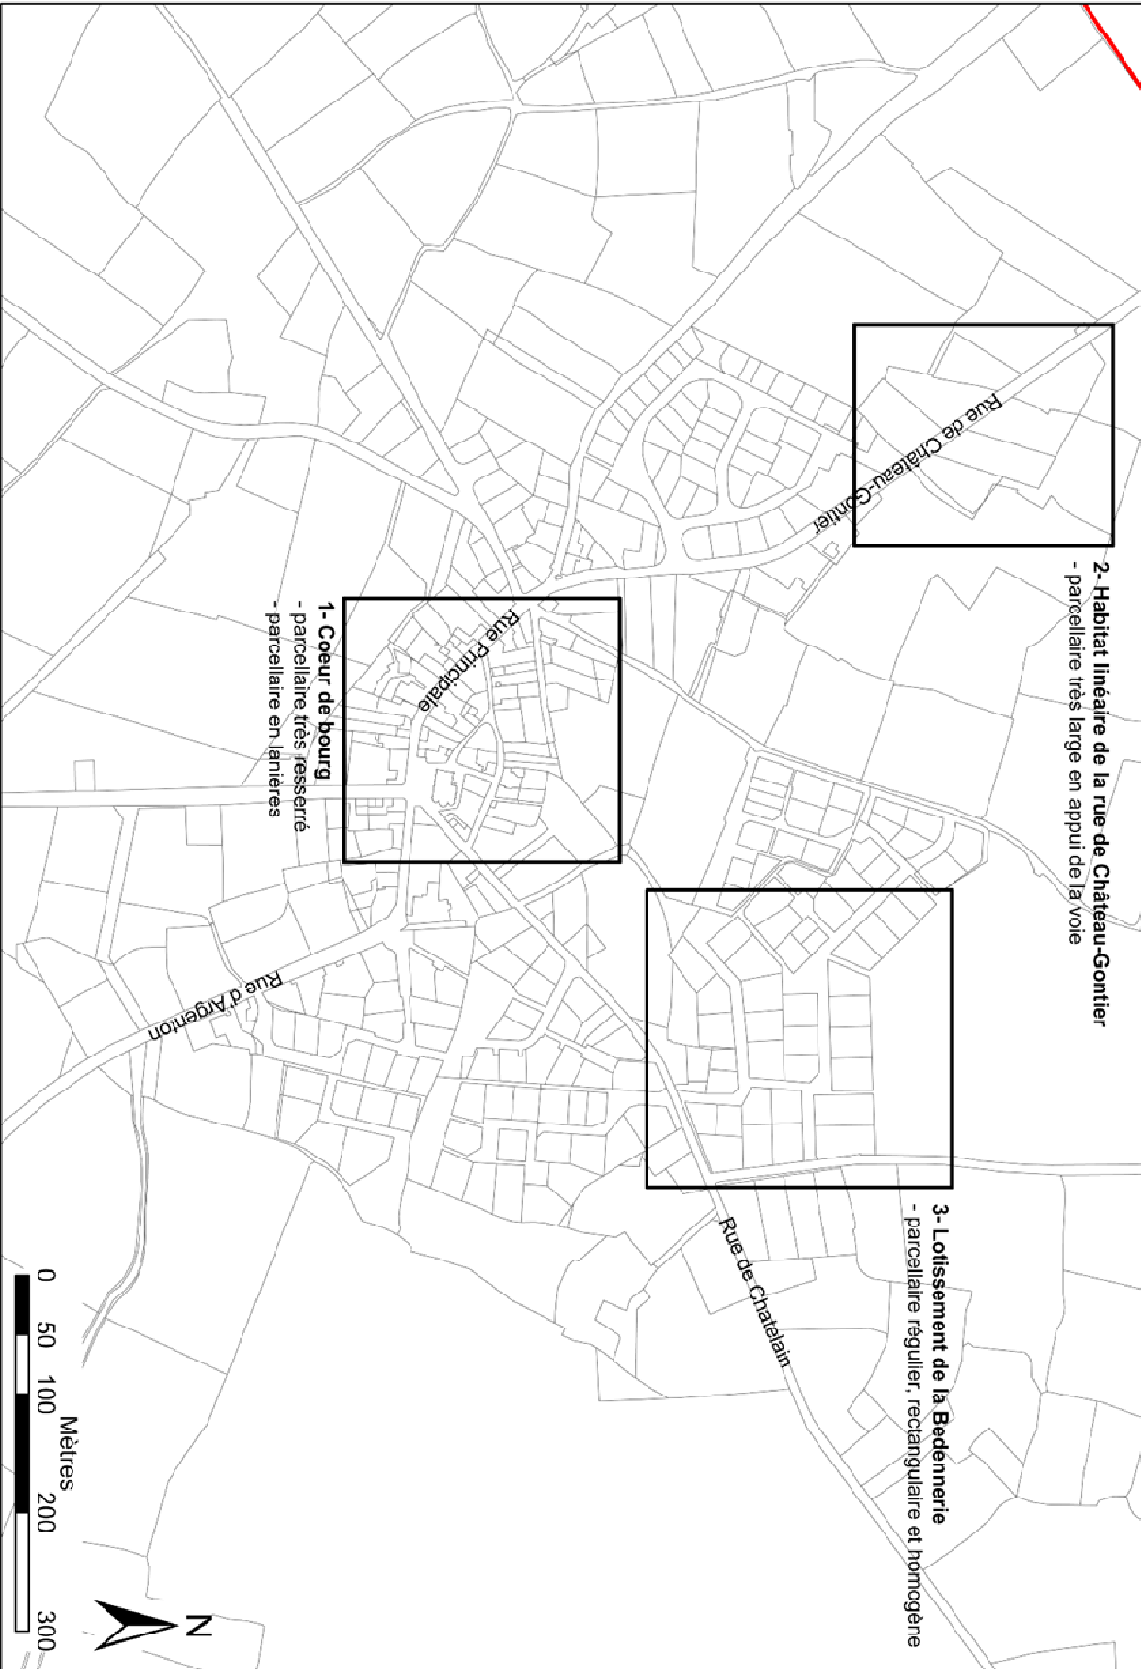 2- Habitat linéaire de la rue de Château-Gontier
- parcellaire très large en appui de la voie
Rue de Château-Gontier
3- Lotissement de la Bedennerie
- parcellaire régulier, rectangulaire et homogène
Rue de Chatelain
Rue Principale
1- Coeur de bourg
- parcellaire très resserré
- parcellaire en lanières
Rue d'Argenton
N
Mètres
0 50 100 200 300